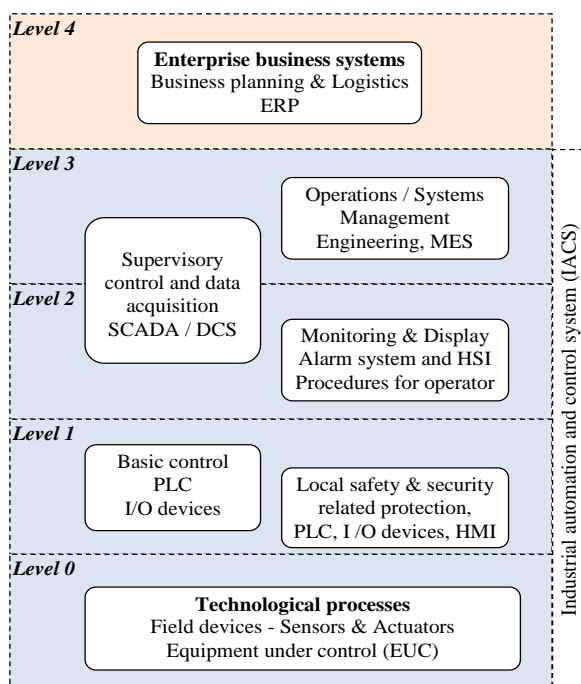 Level 4
Enterprise business systems
Business planning & Logistics
ERP
Level 3
Operations / Systems
Management
Engineering, MES
Supervisory
control and data
acquisition
SCADA / DCS
Level 2
Monitoring & Display
Alarm system and HSI
Procedures for operator
Level 1
Basic control
PLC
I/O devices
Local safety & security
related protection,
PLC, I /O devices, HMI
Level 0
Technological processes
Field devices - Sensors & Actuators
Equipment under control (EUC)
Industrial automation and control system (IACS)